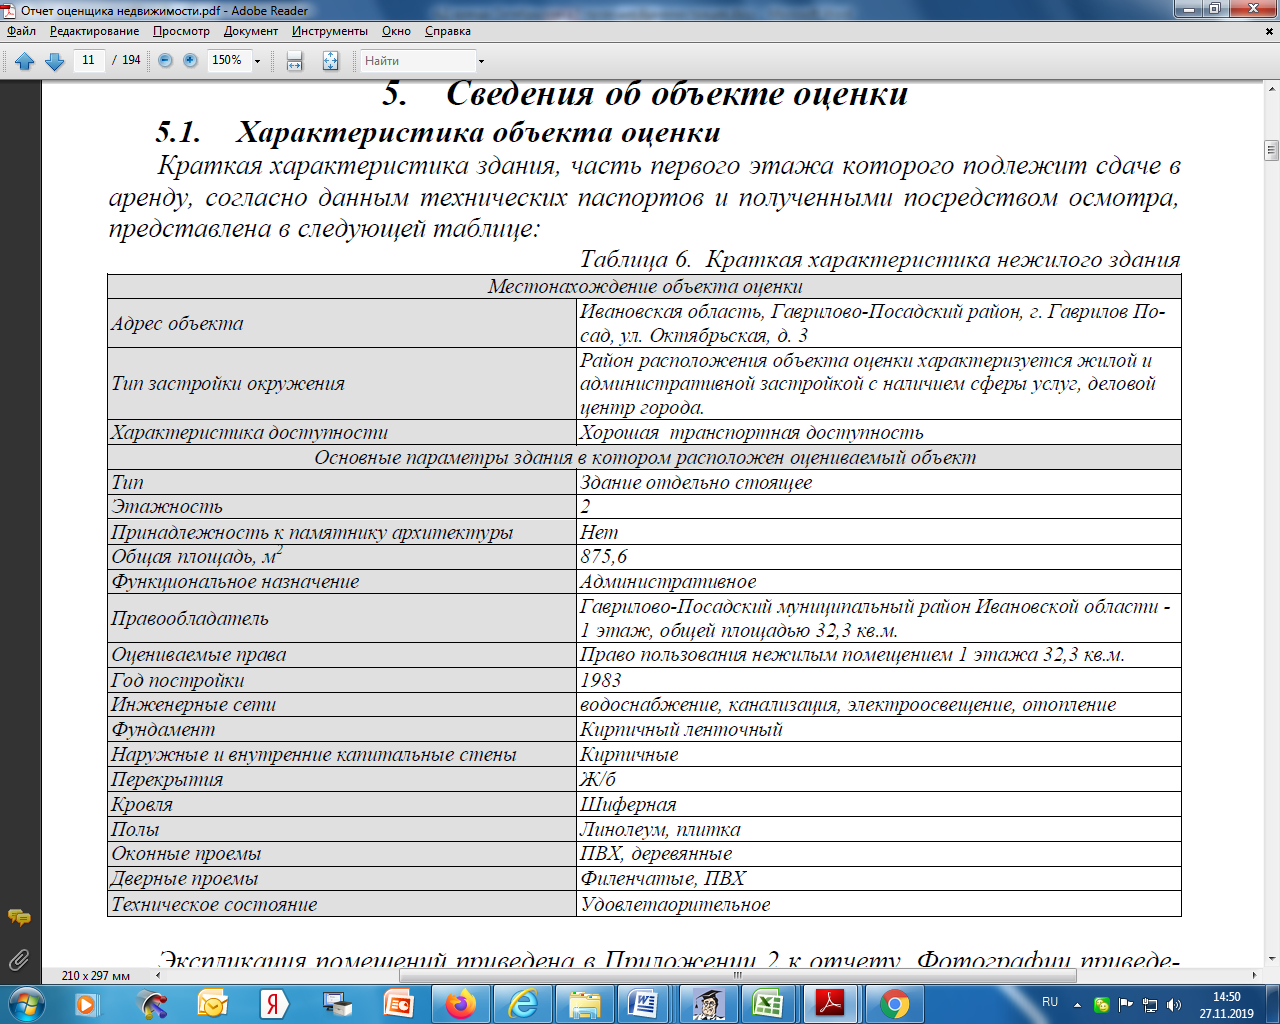 Отчет оценщика недвижимости.pdf - Adobe Reader
Файл Редактирование Просмотр Документ Инструменты Окно Справка
11 / 194 150% Найти
5. Сведения об объекте оценки
5.1. Характеристика объекта оценки
Краткая характеристика здания, часть первого этажа которого подлежит сдаче в
аренду, согласно данным технических паспортов и полученными посредством осмотра,
представлена в следующей таблице:
Таблица 6. Краткая характеристика нежилого здания
Местонахождение объекта оценки
Адрес объекта
Ивановская область, Гаврилово-Посадский район, г. Гаврилов По-
сад, ул. Октябрьская, д. 3
Тип застройки окружения
Район расположения объекта оценки характеризуется жилой и
административной застройкой с наличием сферы услуг, деловой
центр города.
Характеристика доступности Хорошая транспортная доступность
Основные параметры здания в котором расположен оцениваемый объект
Тип Здание отдельно стоящее
Этажность 2
Принадлежность к памятнику архитектуры Нет
Общая площадь, м2 875,6
Функциональное назначение Административное
Правообладатель
Гаврилово-Посадский муниципальный район Ивановской области -
1 этаж, общей площадью 32,3 кв.м.
Оцениваемые права Право пользования нежилым помещением 1 этажа 32,3 кв.м.
Год постройки 1983
Инженерные сети водоснабжение, канализация, электроосвещение, отопление
Фундамент Кирпичный ленточный
Наружные и внутренние капитальные стены Кирпичные
Перекрытия Ж/б
Кровля Шиферная
Полы Линолеум, плитка
Оконные проемы ПВХ, деревянные
Дверные проемы Филенчатые, ПВХ
Техническое состояние Удовлетаорительное
Экспликация помещений приведена в Приложении 2 к отчету. Фотографии приведе-
210 x 297 мм
RU 14:50
27.11.2019